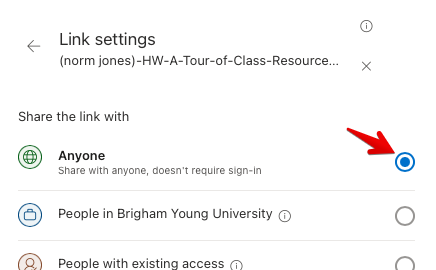 Link settings
(norm jones)-HW-A-Tour-of-Class-Resource...
Share the link with
Anyone
Share with anyone, doesn't require sign-in
People in Brigham Young University
People with existing access